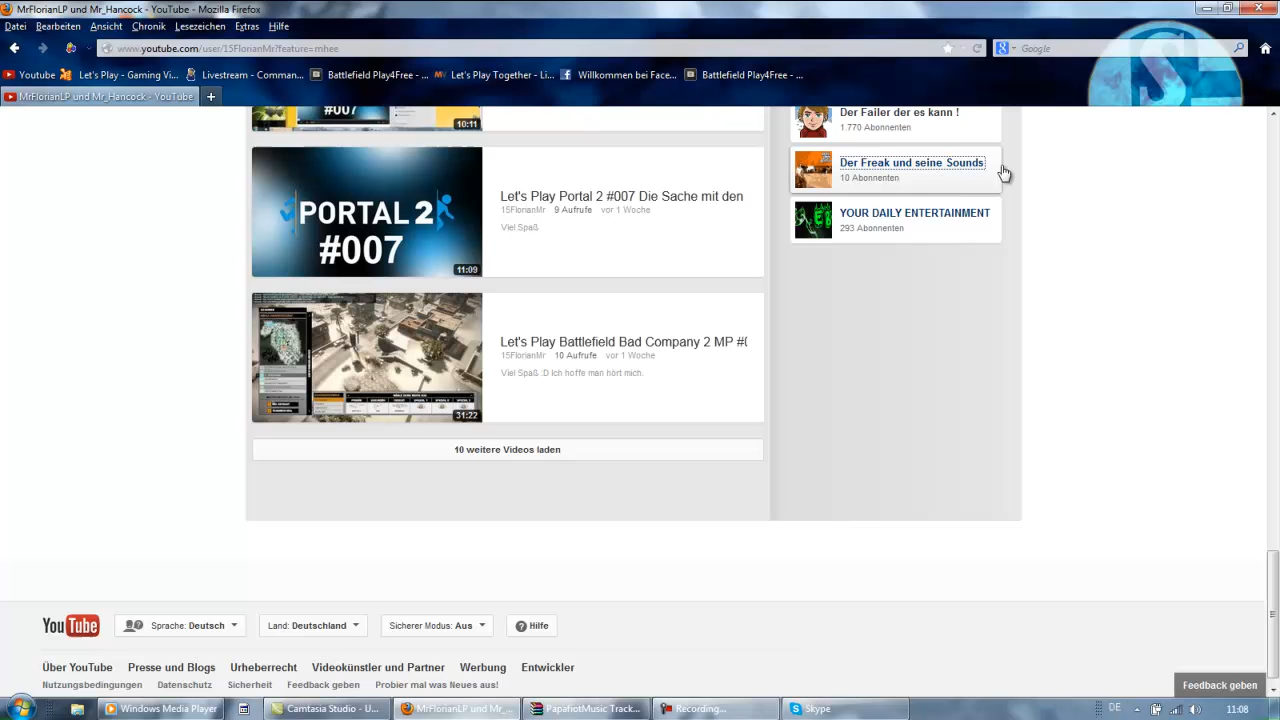 MrFlorianLP und Mr_Hancock - YouTube - Mozilla Firefox
Datei Bearbeiten Ansicht Chronik Lesezeichen Extras Hilfe
www.youtube.com/user/15FlorianMr?feature=mhee
Google
Youtube Let's Play - Gaming Vi... Livestream - Comman... Battlefield Play4Free - ... Let's Play Together - Li... Willkommen bei Face... Battlefield Play4Free - ...
MrFlorianLP und Mr_Hancock - YouTube
#007
10:11
Der Failer der es kann !
1.770 Abonnenten
Der Freak und seine Sounds
10 Abonnenten
YOUR DAILY ENTERTAINMENT
293 Abonnenten
PORTAL 2
#007
11:09
Let's Play Portal 2 #007 Die Sache mit den
15FlorianMr 9 Aufrufe vor 1 Woche
Viel Spaß
31:22
Let's Play Battlefield Bad Company 2 MP #0
15FlorianMr 10 Aufrufe vor 1 Woche
Viel Spaß :D Ich hoffe man hört mich.
10 weitere Videos laden
YouTube
Sprache: Deutsch
Land: Deutschland
Sicherer Modus: Aus
Hilfe
Über YouTube Presse und Blogs Urheberrecht Videokünstler und Partner Werbung Entwickler
Nutzungsbedingungen Datenschutz Sicherheit Feedback geben Probier mal was Neues aus!
Feedback geben
Windows Media Player Camtasia Studio - U... MrFlorianLP und Mr_... PapafiotMusic Track... Recording... Skype DE 11:08